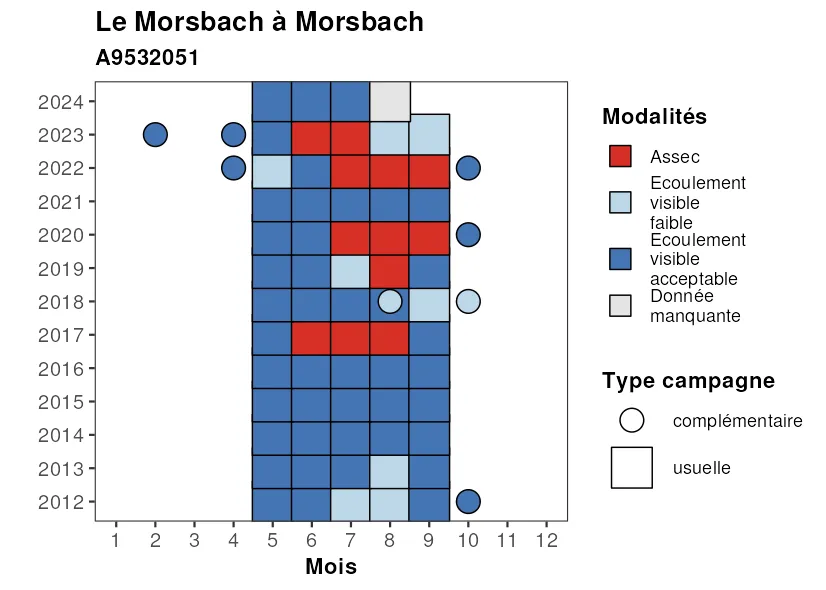 Le Morsbach à Morsbach
A9532051
2024
2023
2022
2021
2020
2019
2018
2017
2016
2015
2014
2013
2012
1 2 3 4 5 6 7 8 9 10 11 12
Mois
Modalités
Assec
Ecoulement
visible
faible
Ecoulement
visible
acceptable
Donnée
manquante
Type campagne
complémentaire
usuelle